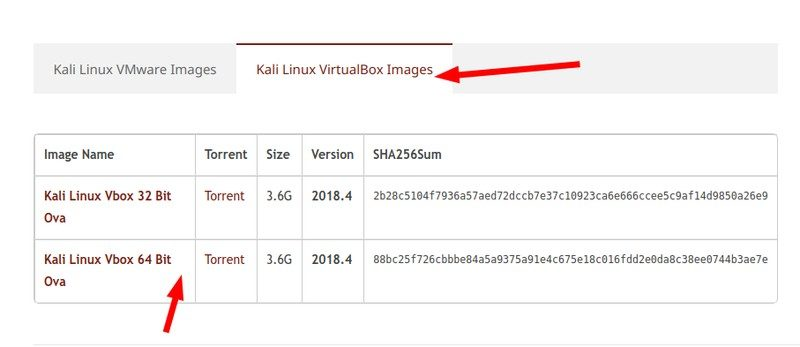 Kali Linux VMware Images Kali Linux VirtualBox Images
Image Name Torrent Size Version SHA256Sum
Kali Linux Vbox 32 Bit Torrent 3.6G 2018.4 2b28c5104f7936a57aed72dccb7e37c10923ca6e666ccee5c9af14d9850a26e9
Ova
Kali Linux Vbox 64 Bit Torrent 3.6G 2018.4 88bc25f726cbbbe84a5a9375a91e4c675e18c016fdd2e0da8c38ee0744b3ae7e
Ova